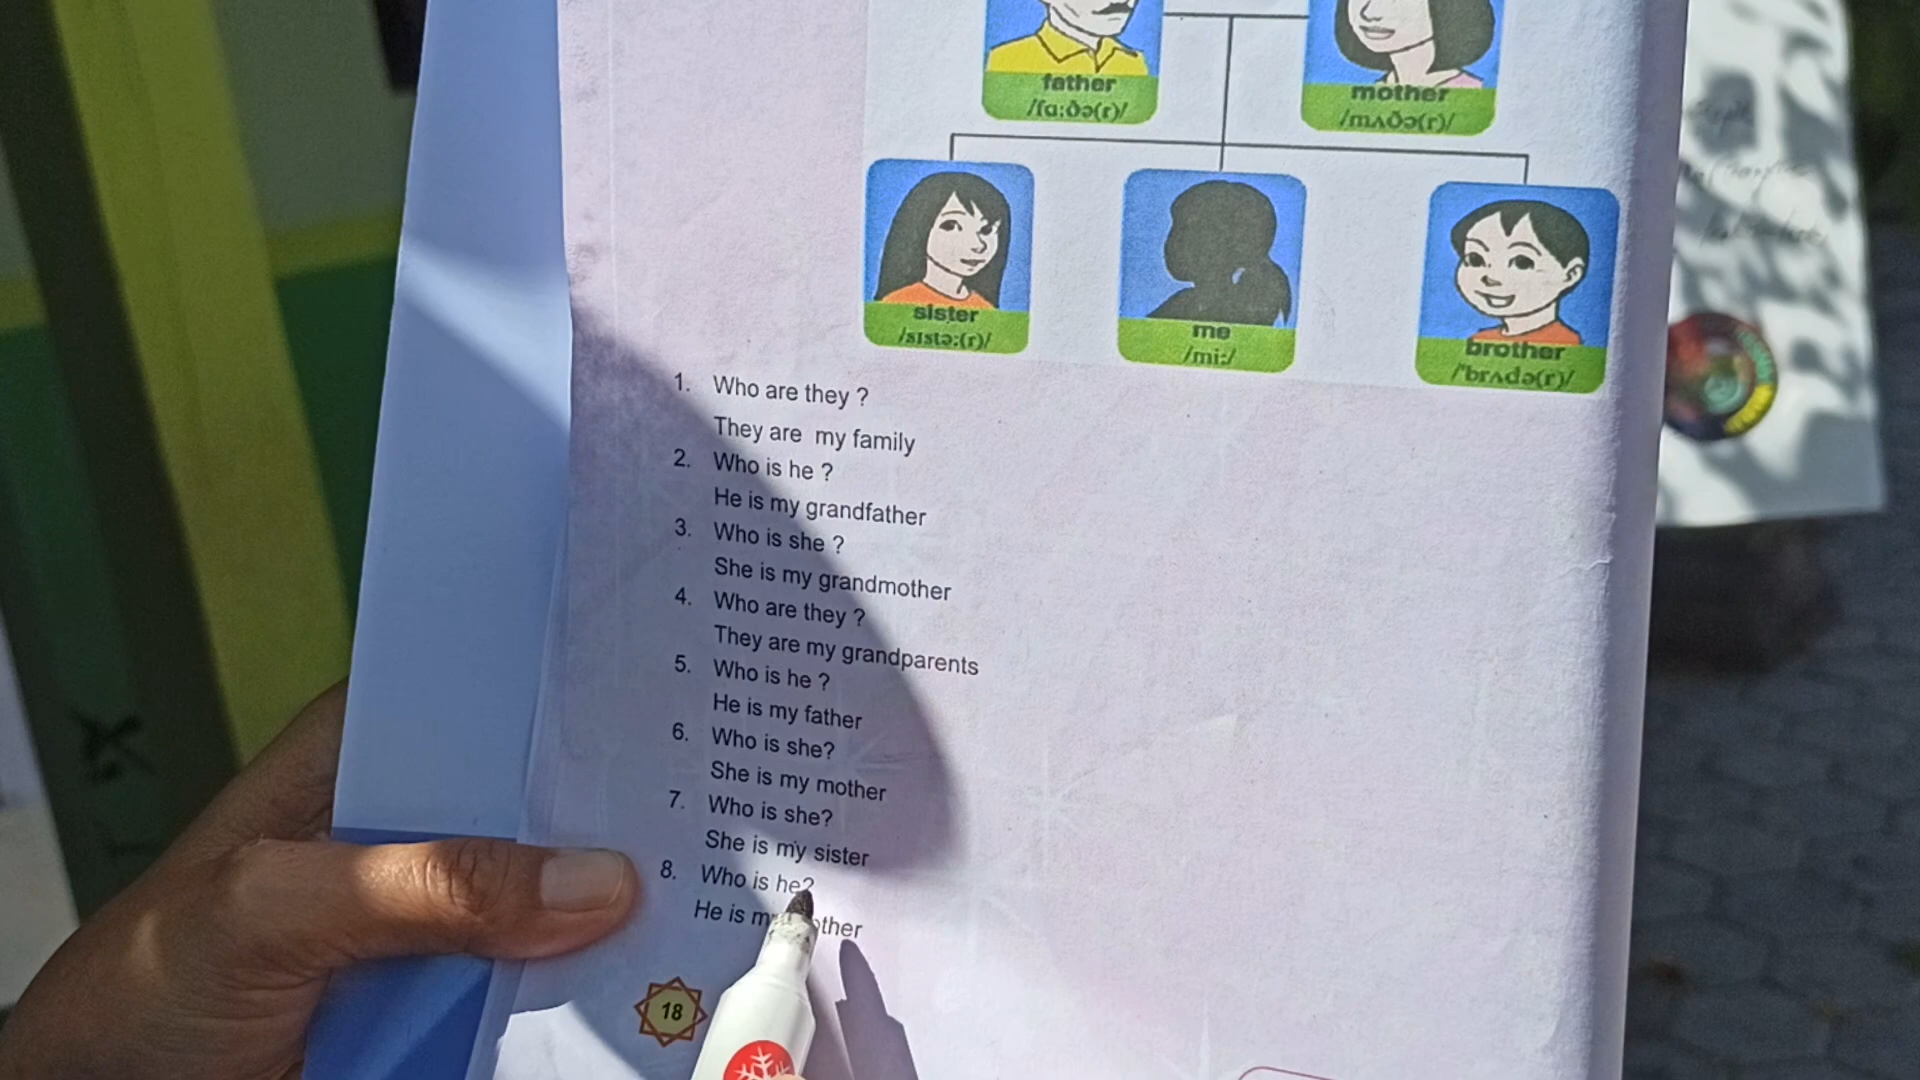 father
/fɑ:ðə(r)/
mother
/mʌðə(r)/
sister
/sɪstə:(r)/
me
/mi:/
brother
/'brʌdə(r)/
1. Who are they ?
They are my family
2. Who is he ?
He is my grandfather
3. Who is she ?
She is my grandmother
4. Who are they ?
They are my grandparents
5. Who is he ?
He is my father
6. Who is she?
She is my mother
7. Who is she?
She is my sister
8. Who is he?
He is
18